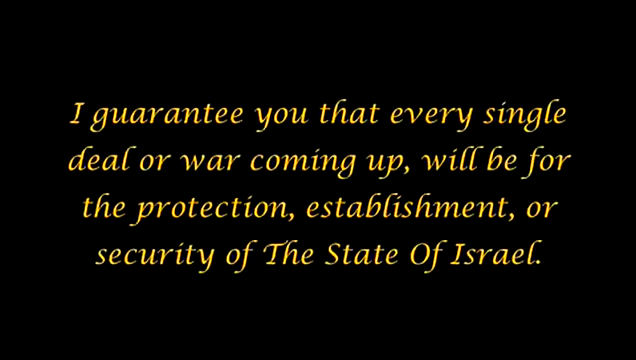 I guarantee you that every single
deal or war coming up, will be for
the protection, establishment, or
security of The State Of Israel.